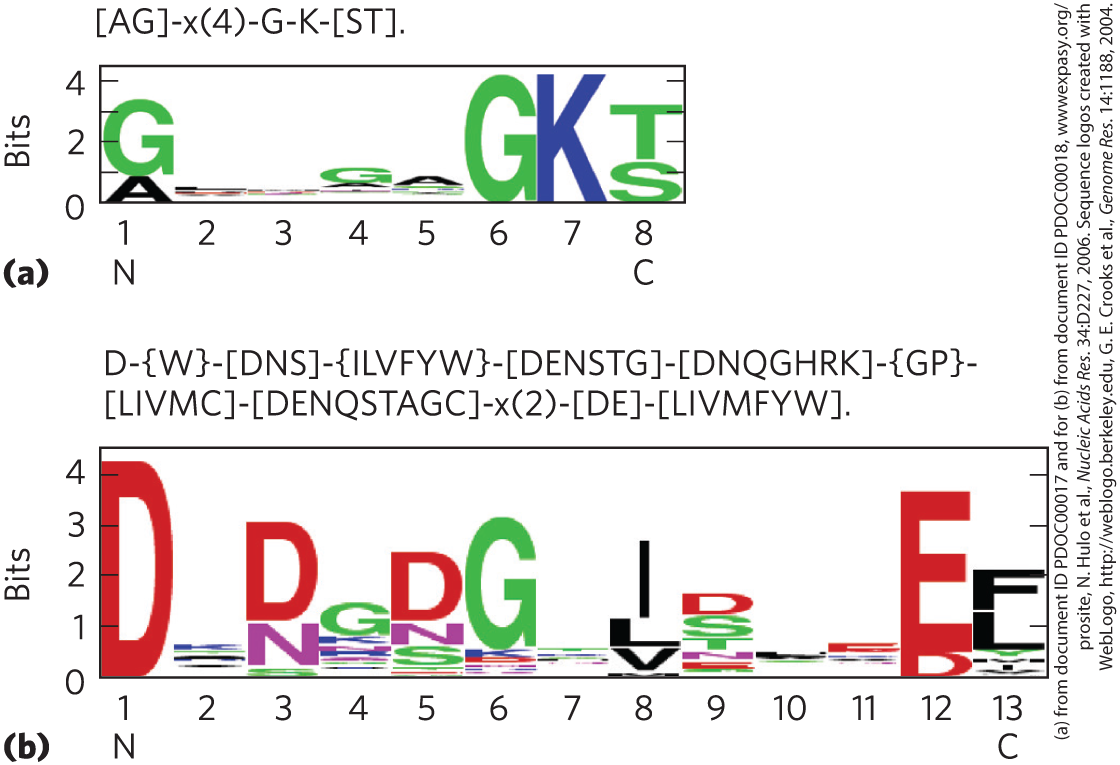 [AG]-x(4)-G-K-[ST].
Bits
4
2
0
G
A
G
A
A
G
K
T
S
1 2 3 4 5 6 7 8
N C
(a)
D-{W}-[DNS]-{ILVFYW}-[DENSTG]-[DNQGHRK]-{GP}-
[LIVMC]-[DENQSTAGC]-x(2)-[DE]-[LIVMFYW].
Bits
4
3
2
1
0
D
K
D
N
S
G
K
N
D
N
S
G
K
D
I
L
V
D
S
T
N
E
E
E
D
F
L
Y
1 2 3 4 5 6 7 8 9 10 11 12 13
N C
(b)
(a) from document ID PDOC00017 and for (b) from document ID PDOC00018, www.expasy.org/
prosite, N. Hulo et al., Nucleic Acids Res. 34:D227, 2006. Sequence logos created with
WebLogo, http://weblogo.berkeley.edu, G. E. Crooks et al., Genome Res. 14:1188, 2004.